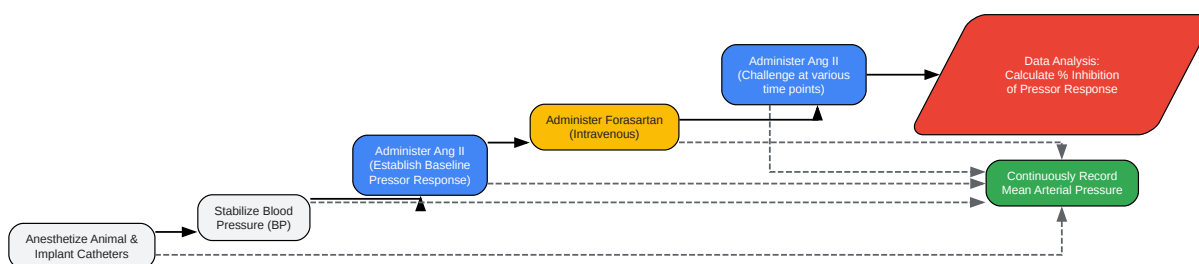 Anesthetize Animal &
Implant Catheters
Stabilize Blood
Pressure (BP)
Administer Ang II
(Establish Baseline
Pressor Response)
Administer Forasartan
(Intravenous)
Administer Ang II
(Challenge at various
time points)
Data Analysis:
Calculate % Inhibition
of Pressor Response
Continuously Record
Mean Arterial Pressure